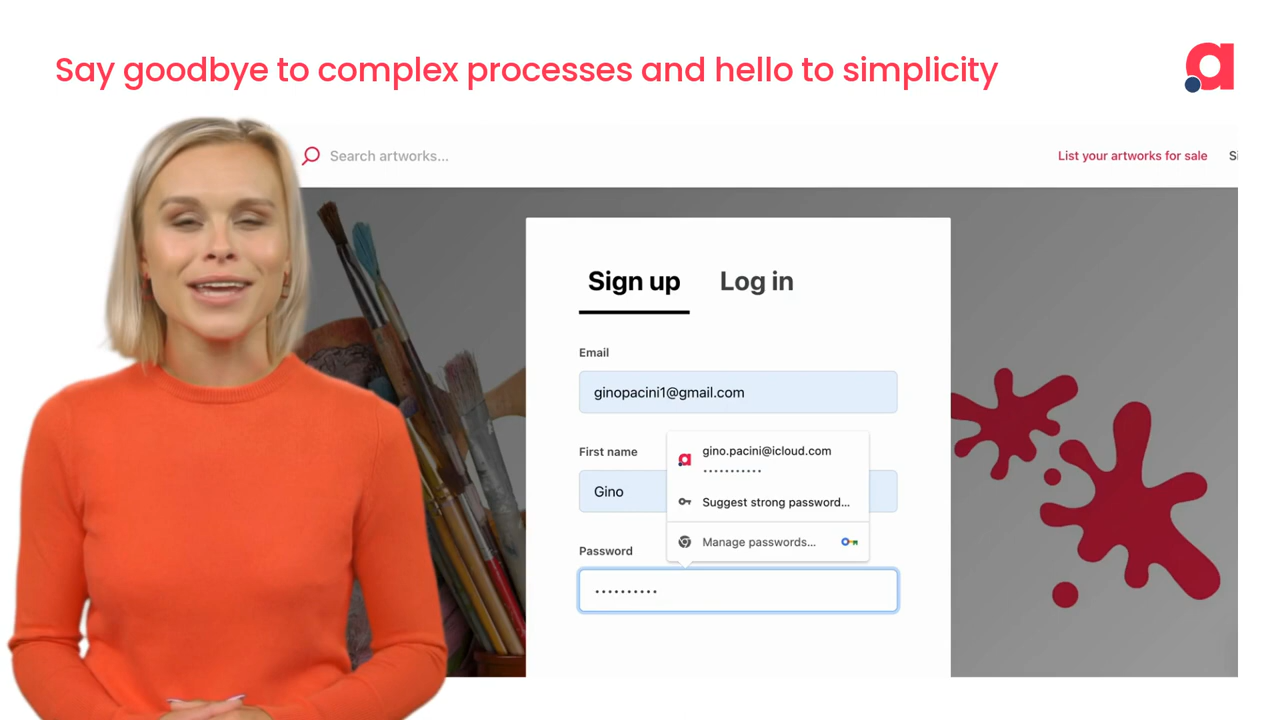 Say goodbye to complex processes and hello to simplicity
a
Search artworks...
List your artworks for sale
Sign up
Log in
Email
ginopacini1@gmail.com
First name
Gino
gino.pacini@icloud.com
•••••••••••
Suggest strong password...
Manage passwords...
Password
••••••••••